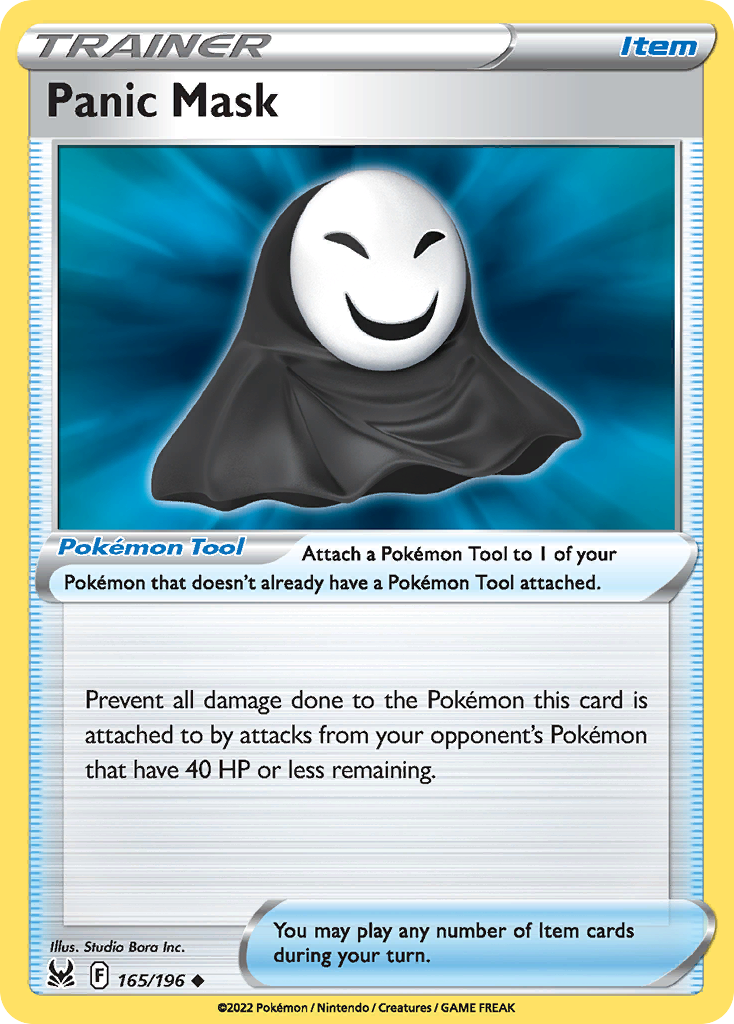 TRAINER
Item
Panic Mask
Pokémon Tool
Attach a Pokémon Tool to 1 of your
Pokémon that doesn't already have a Pokémon Tool attached.
Prevent all damage done to the Pokémon this card is
attached to by attacks from your opponent's Pokémon
that have 40 HP or less remaining.
You may play any number of Item cards
during your turn.
Illus. Studio Bora Inc.
F 165/196
©2022 Pokémon / Nintendo / Creatures / GAME FREAK